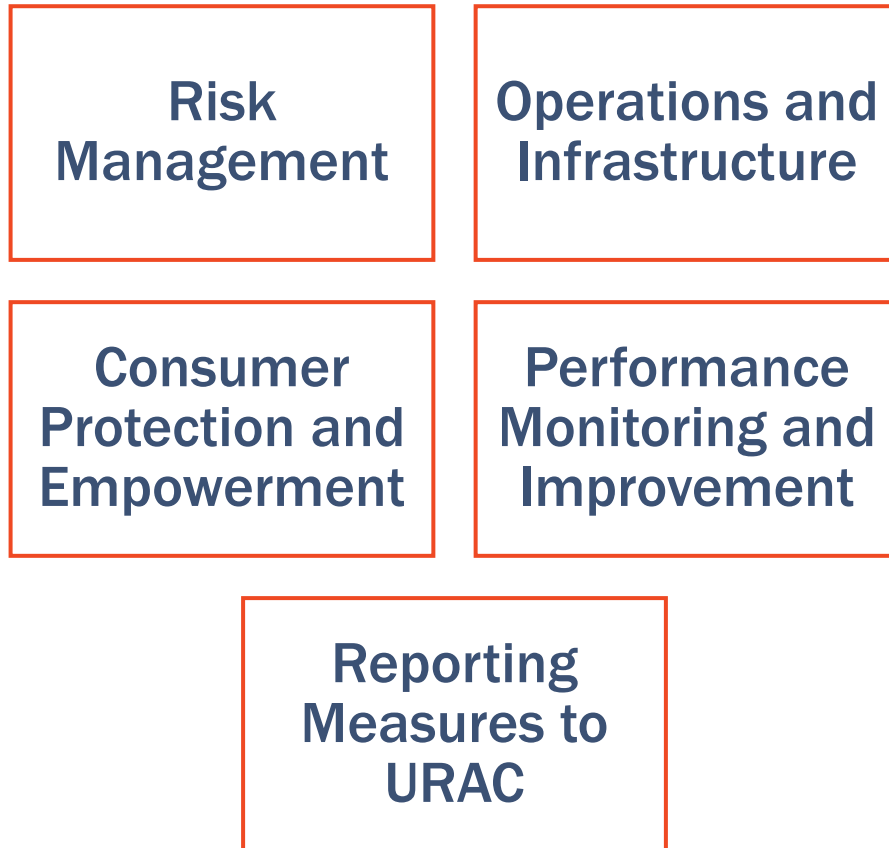 Risk
Management
Operations and
Infrastructure
Consumer
Protection and
Empowerment
Performance
Monitoring and
Improvement
Reporting
Measures to
URAC